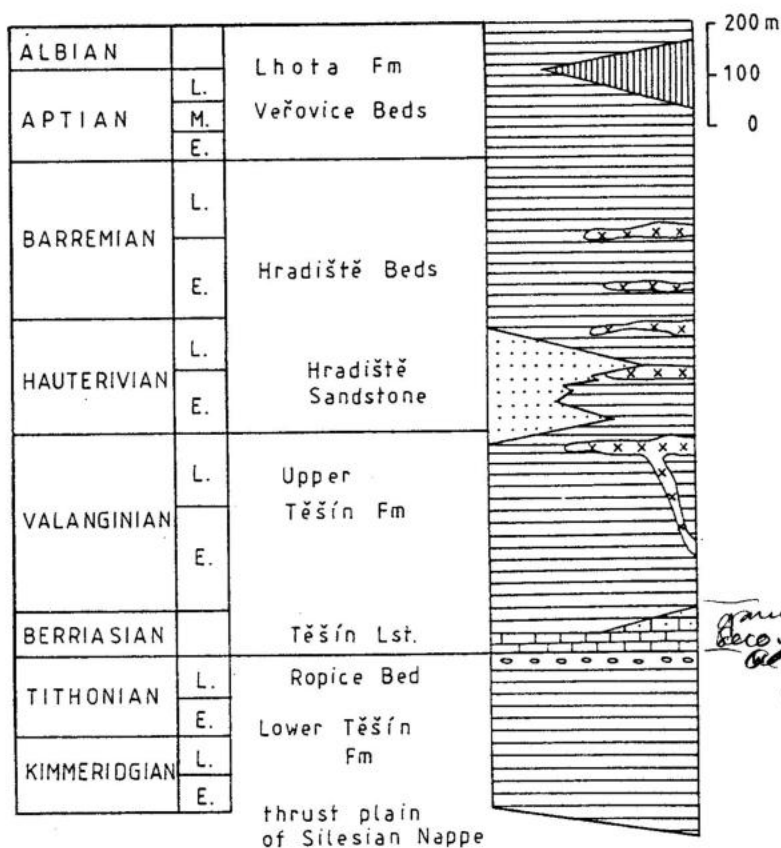 ALBIAN
APTIAN
L.
M.
E.
Lhota Fm
Veřovice Beds
200 m
100
0
BARREMIAN
L.
E.
Hradiště Beds
HAUTERIVIAN
L.
E.
Hradiště
Sandstone
VALANGINIAN
L.
E.
Upper
Těšín Fm
BERRIASIAN
Těšín Lst.
TITHONIAN
L.
E.
Ropice Bed
Lower Těšín
Fm
KIMMERIDGIAN
L.
E.
thrust plain
of Silesian Nappe